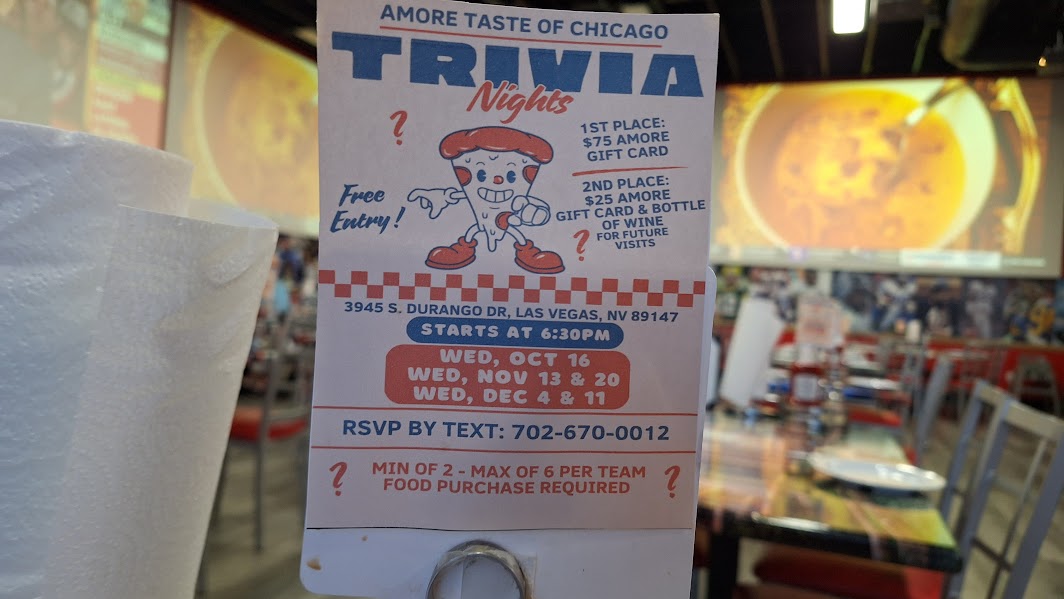 AMORE TASTE OF CHICAGO
TRIVIA
Nights
1ST PLACE:
$75 AMORE
GIFT CARD
2ND PLACE:
$25 AMORE
GIFT CARD & BOTTLE
OF WINE
FOR FUTURE
VISITS
Free
Entry!
3945 S. DURANGO DR, LAS VEGAS, NV 89147
STARTS AT 6:30PM
WED, OCT 16
WED, NOV 13 & 20
WED, DEC 4 & 11
RSVP BY TEXT: 702-670-0012
MIN OF 2 - MAX OF 6 PER TEAM
FOOD PURCHASE REQUIRED